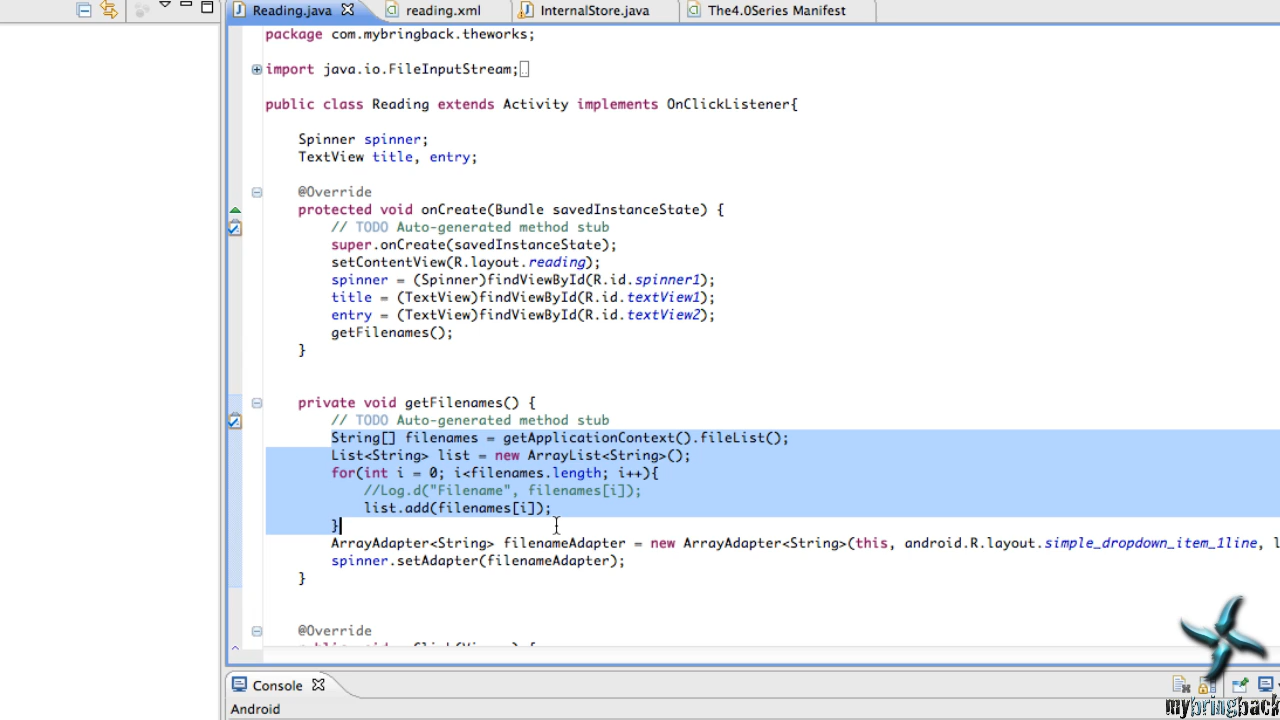 Reading.java reading.xml InternalStore.java The4.0Series Manifest
package com.mybringback.theworks;
import java.io.FileInputStream;
public class Reading extends Activity implements OnClickListener{
Spinner spinner;
TextView title, entry;
@Override
protected void onCreate(Bundle savedInstanceState) {
// TODO Auto-generated method stub
super.onCreate(savedInstanceState);
setContentView(R.layout.reading);
spinner = (Spinner)findViewById(R.id.spinner1);
title = (TextView)findViewById(R.id.textView1);
entry = (TextView)findViewById(R.id.textView2);
getFilenames();
}
private void getFilenames() {
// TODO Auto-generated method stub
String[] filenames = getApplicationContext().fileList();
List<String> list = new ArrayList<String>();
for(int i = 0; i<filenames.length; i++){
//Log.d("Filename", filenames[i]);
list.add(filenames[i]);
}
ArrayAdapter<String> filenameAdapter = new ArrayAdapter<String>(this, android.R.layout.simple_dropdown_item_1line, l
spinner.setAdapter(filenameAdapter);
}
@Override
Console
Android
mybringback